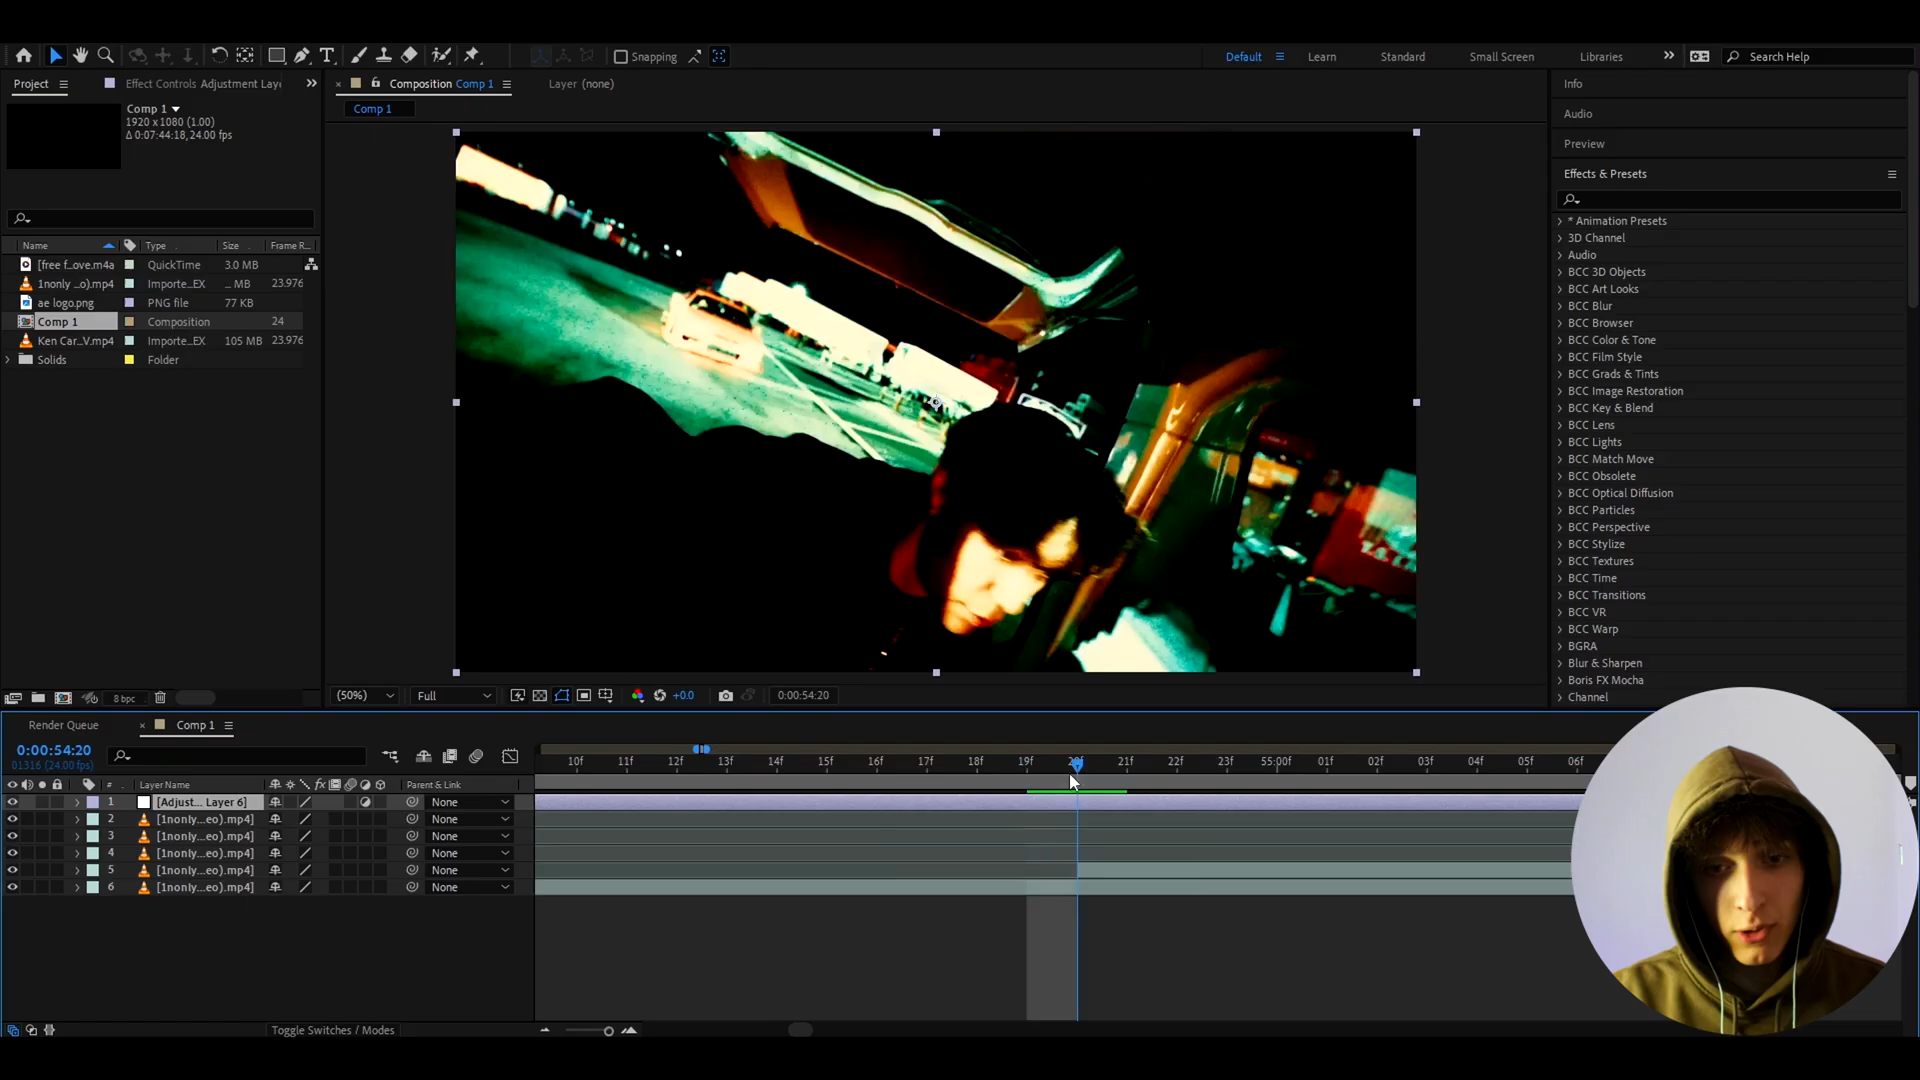 Snapping
Default
Learn
Standard
Small Screen
Libraries
Search Help
Project
Effect Controls Adjustment Laye
Composition Comp 1
Layer (none)
Info
Comp 1
1920 x 1080 (1.00)
Δ 0:07:44:18, 24.00 fps
Comp 1
Audio
Preview
Effects & Presets
Name
Type
Size
Frame R...
[free f...ove.m4a
QuickTime
3.0 MB
1nonly ...o).mp4
Importe...EX
... MB
23.976
ae logo.png
PNG file
77 KB
Comp 1
Composition
24
Ken Car...V.mp4
Importe...EX
105 MB
23.976
Solids
Folder
* Animation Presets
3D Channel
Audio
BCC 3D Objects
BCC Art Looks
BCC Blur
BCC Browser
BCC Color & Tone
BCC Film Style
BCC Grads & Tints
BCC Image Restoration
BCC Key & Blend
BCC Lens
BCC Lights
BCC Match Move
BCC Obsolete
BCC Optical Diffusion
BCC Particles
BCC Perspective
BCC Stylize
BCC Textures
BCC Time
BCC Transitions
BCC VR
BCC Warp
BGRA
Blur & Sharpen
Boris FX Mocha
Channel
8 bpc
(50%)
Full
+0.0
0:00:54:20
Render Queue
Comp 1
0:00:54:20
01316 (24.00 fps)
10f 11f 12f 13f 14f 15f 16f 17f 18f 19f 20f 21f 22f 23f 55:00f 01f 02f 03f 04f 05f 06f
# Layer Name fx Parent & Link
1 [Adjust... Layer 6] None
2 [1nonly...eo).mp4] None
3 [1nonly...eo).mp4] None
4 [1nonly...eo).mp4] None
5 [1nonly...eo).mp4] None
6 [1nonly...eo).mp4] None
Toggle Switches / Modes